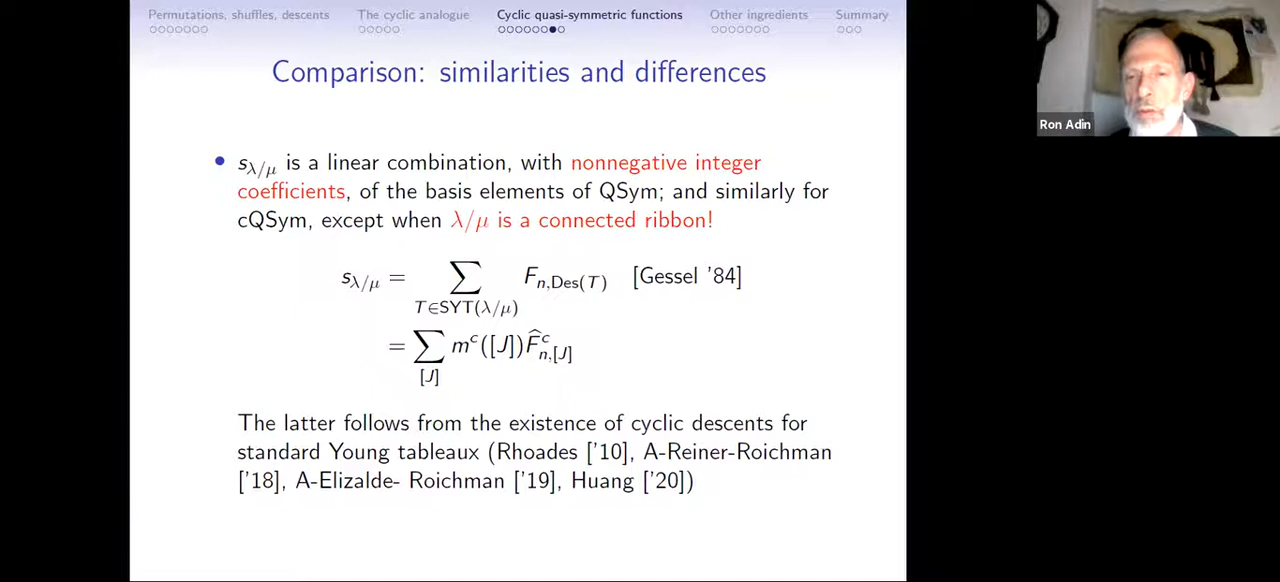 Permutations, shuffles, descents The cyclic analogue Cyclic quasi-symmetric functions Other ingredients Summary
Comparison: similarities and differences
• s_{λ/μ} is a linear combination, with nonnegative integer
coefficients, of the basis elements of QSym; and similarly for
cQSym, except when λ/μ is a connected ribbon!
s_{λ/μ} = ∑_{T∈SYT(λ/μ)} F_{n,Des(T)} [Gessel '84]
= ∑_{[J]} m^c([J]) F̂^c_{n,[J]}
The latter follows from the existence of cyclic descents for
standard Young tableaux (Rhoades ['10], A-Reiner-Roichman
['18], A-Elizalde- Roichman ['19], Huang ['20])
Ron Adin